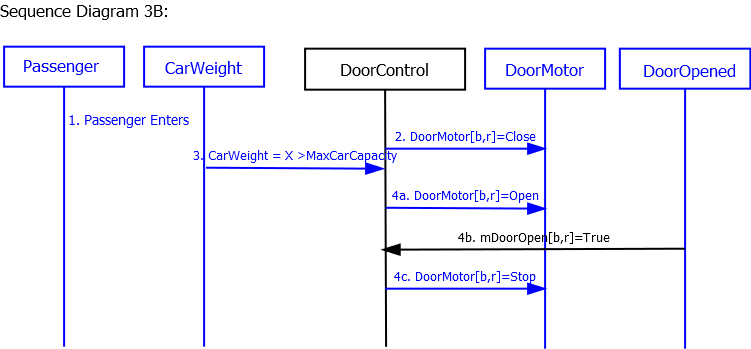 Sequence Diagram 3B:
Passenger
CarWeight
DoorControl
DoorMotor
DoorOpened
1. Passenger Enters
2. DoorMotor[b,r]=Close
3. CarWeight = X >MaxCarCapacity
4a. DoorMotor[b,r]=Open
4b. mDoorOpen[b,r]=True
4c. DoorMotor[b,r]=Stop